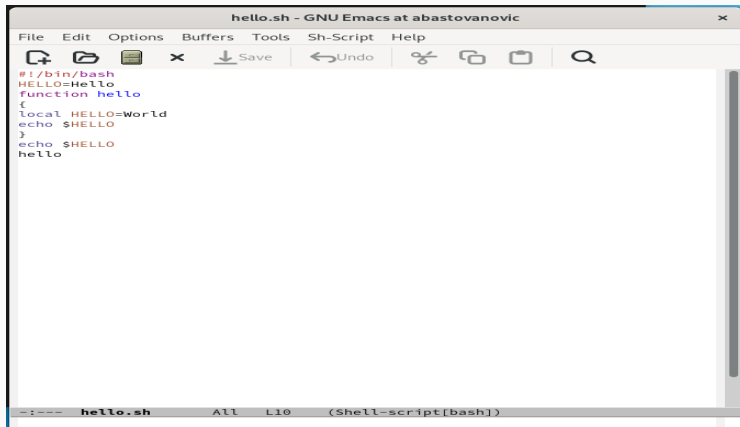 hello.sh - GNU Emacs at abastovanovic
File Edit Options Buffers Tools Sh-Script Help
Save Undo
#!/bin/bash
HELLO=Hello
function hello
{
local HELLO=World
echo $HELLO
}
echo $HELLO
hello
-:--- hello.sh All L10 (Shell-script[bash])